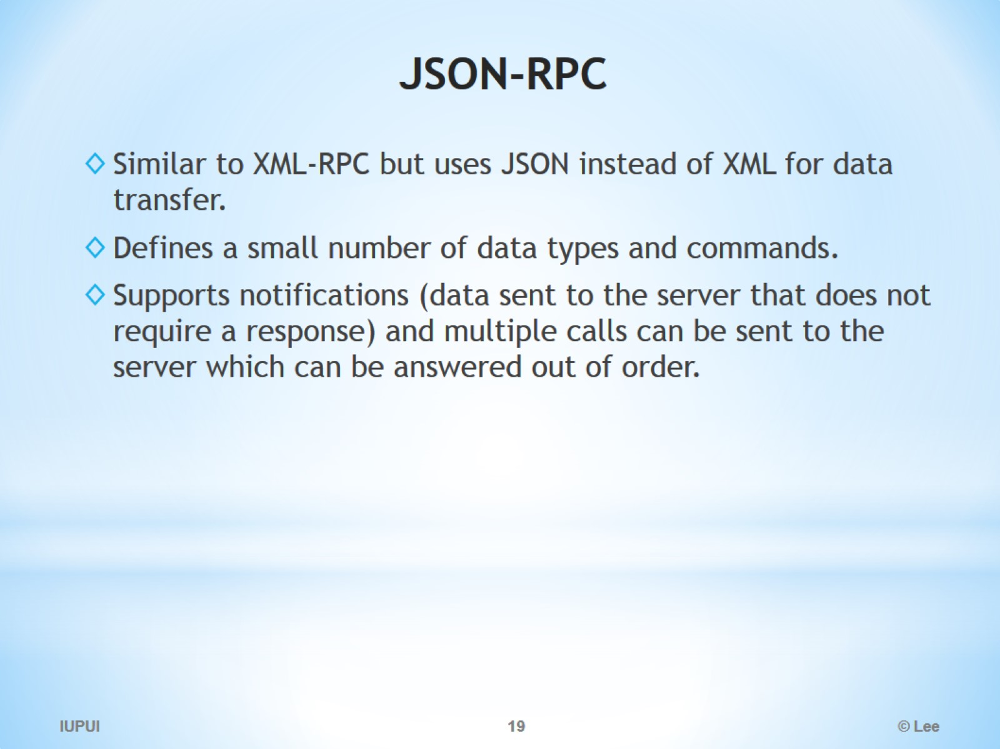 JSON-RPC
◇ Similar to XML-RPC but uses JSON instead of XML for data
transfer.
◇ Defines a small number of data types and commands.
◇ Supports notifications (data sent to the server that does not
require a response) and multiple calls can be sent to the
server which can be answered out of order.
IUPUI 19 © Lee